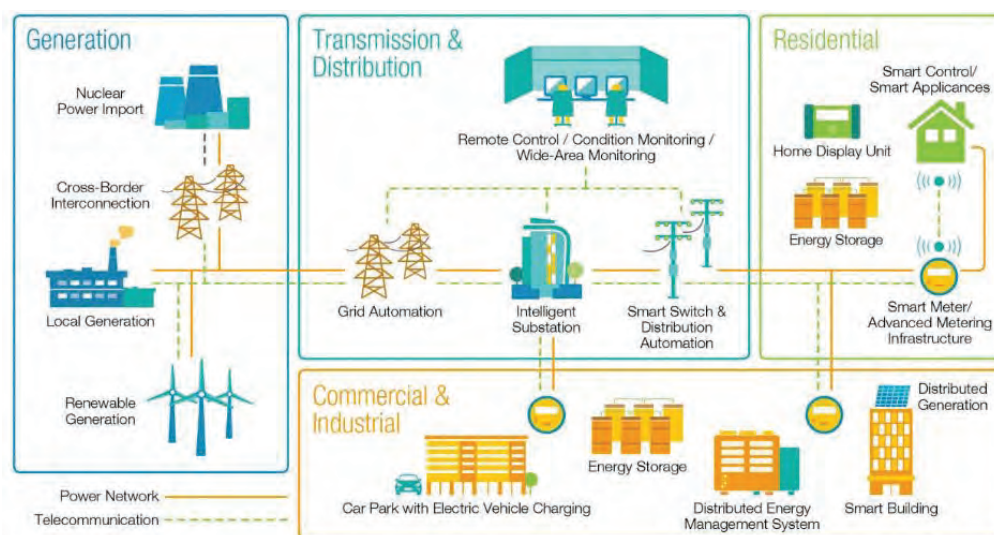 Generation
Nuclear
Power Import
Cross-Border
Interconnection
Local Generation
Renewable
Generation
Power Network
Telecommunication
Transmission &
Distribution
Remote Control / Condition Monitoring /
Wide-Area Monitoring
Grid Automation
Intelligent
Substation
Smart Switch &
Distribution
Automation
Residential
Smart Control/
Smart Applicances
Home Display Unit
Energy Storage
Smart Meter/
Advanced Metering
Infrastructure
Commercial &
Industrial
Car Park with Electric Vehicle Charging
Energy Storage
Distributed Energy
Management System
Distributed
Generation
Smart Building